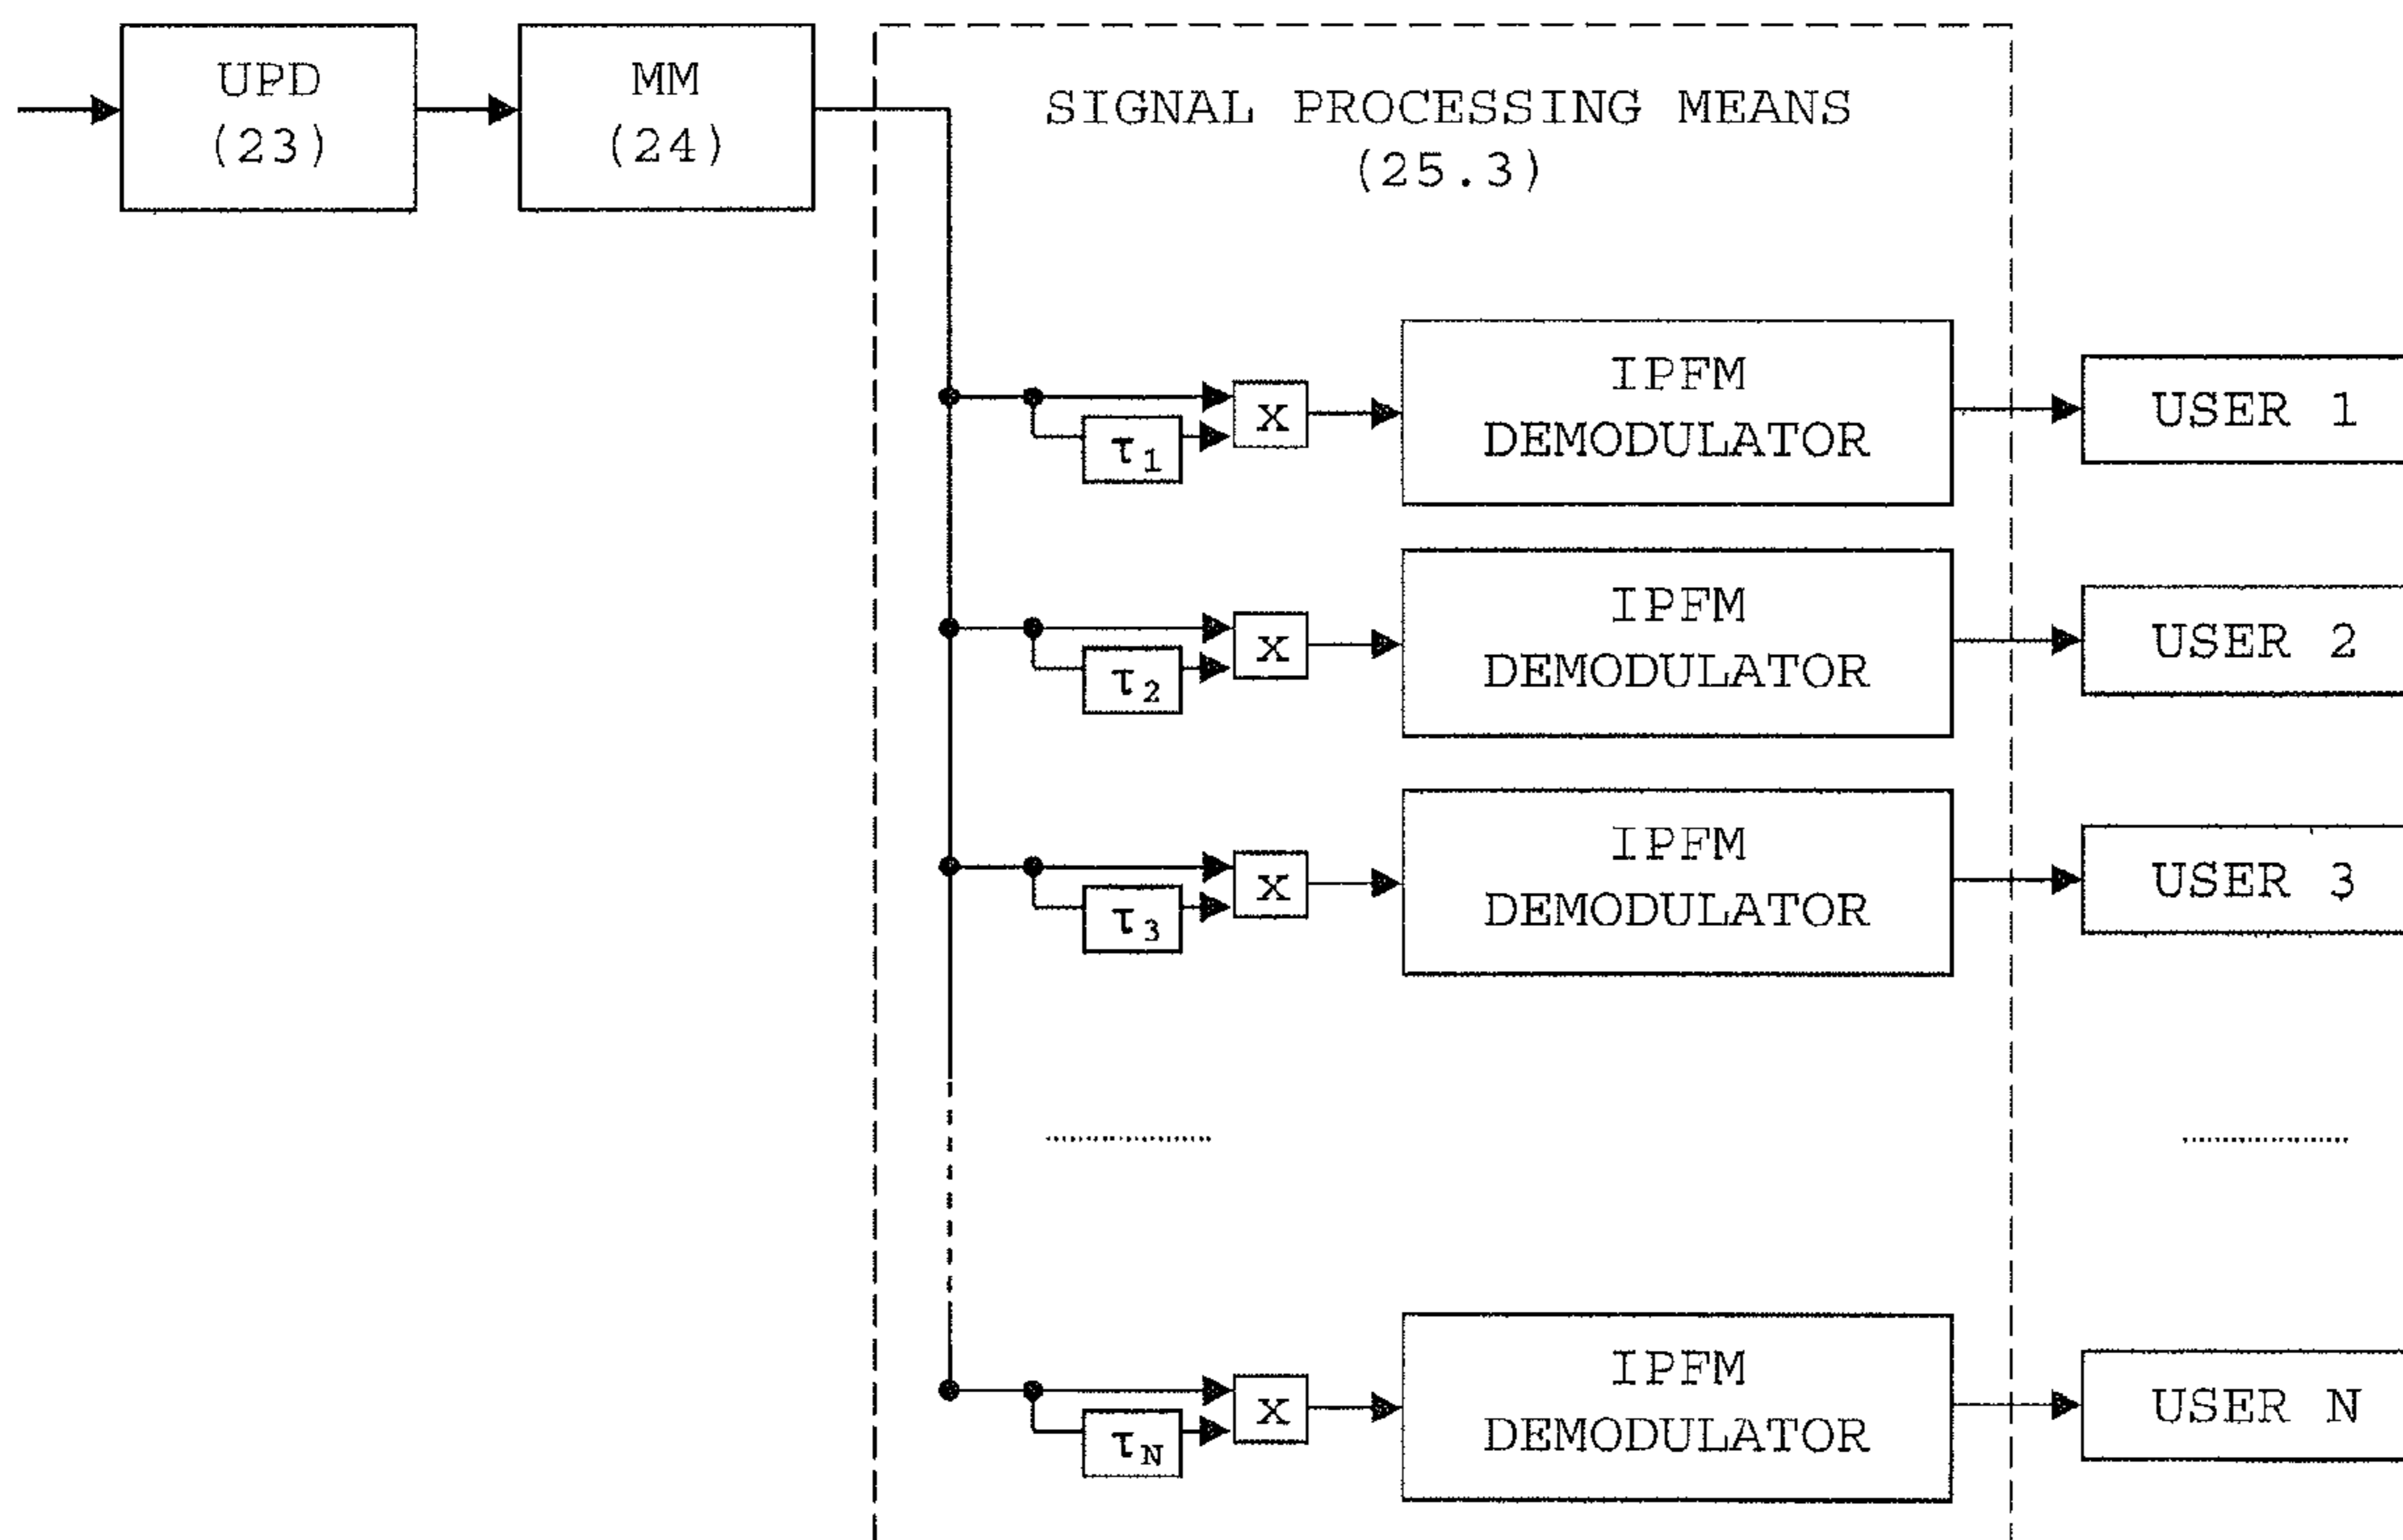 UPD
(23)
MM
(24)
SIGNAL PROCESSING MEANS
(25.3)
τ1
X
IPFM
DEMODULATOR
USER 1
τ2
X
IPFM
DEMODULATOR
USER 2
τ3
X
IPFM
DEMODULATOR
USER 3
τN
X
IPFM
DEMODULATOR
USER N